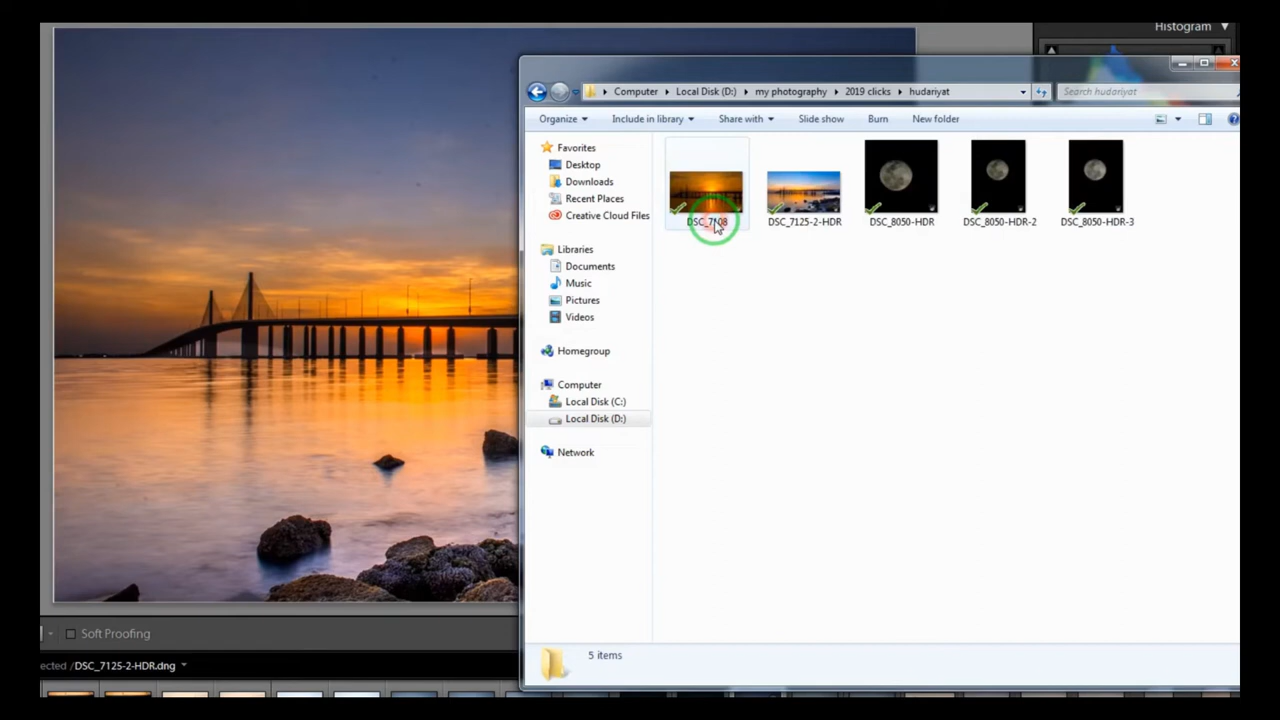 Histogram
Computer Local Disk (D:) my photography 2019 clicks hudariyat
Search hudariyat
Organize Include in library Share with Slide show Burn New folder
Favorites
Desktop
Downloads
Recent Places
Creative Cloud Files
Libraries
Documents
Music
Pictures
Videos
Homegroup
Computer
Local Disk (C:)
Local Disk (D:)
Network
DSC_7108 DSC_7125-2-HDR DSC_8050-HDR DSC_8050-HDR-2 DSC_8050-HDR-3
5 items
Soft Proofing
ected /DSC_7125-2-HDR.dng